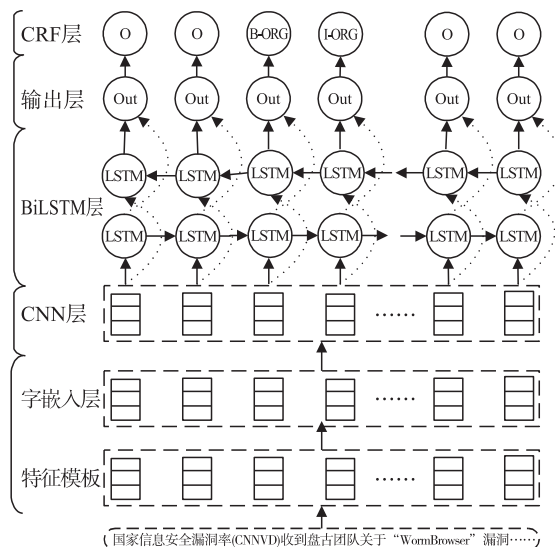 CRF层 O O B-ORG I-ORG O O
输出层 Out Out Out Out Out Out
LSTM LSTM LSTM LSTM LSTM LSTM
BiLSTM层
LSTM LSTM LSTM LSTM LSTM LSTM
CNN层 ……
字嵌入层 ……
特征模板 ……
国家信息安全漏洞率(CNNVD)收到盘古团队关于“WormBrowser”漏洞……